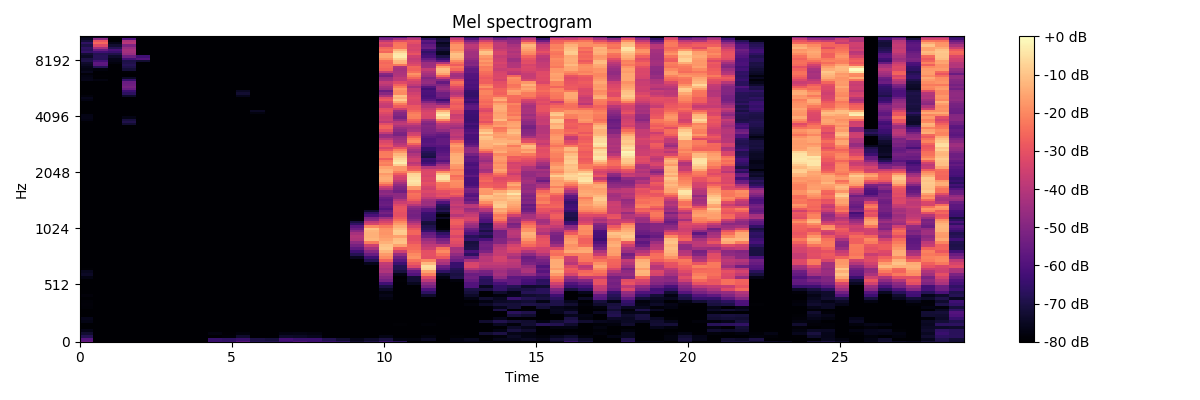 Mel spectrogram
8192
4096
2048
1024
512
0
Hz
0 5 10 15 20 25
Time
+0 dB
-10 dB
-20 dB
-30 dB
-40 dB
-50 dB
-60 dB
-70 dB
-80 dB